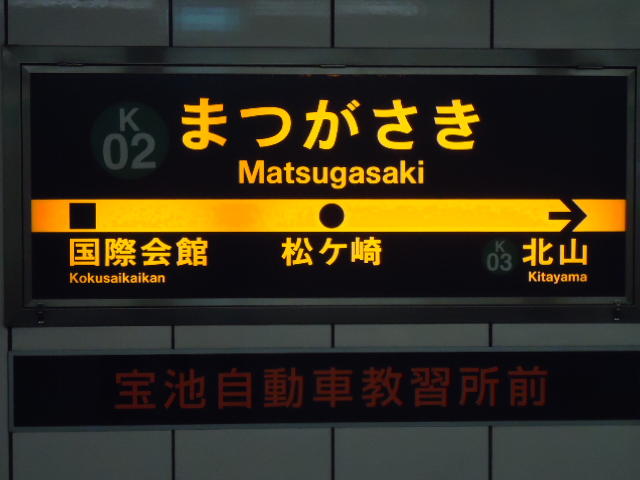 K
02
まつがさき
Matsugasaki
国際会館
Kokusaikaikan
松ケ崎
K
03
北山
Kitayama
宝池自動車教習所前